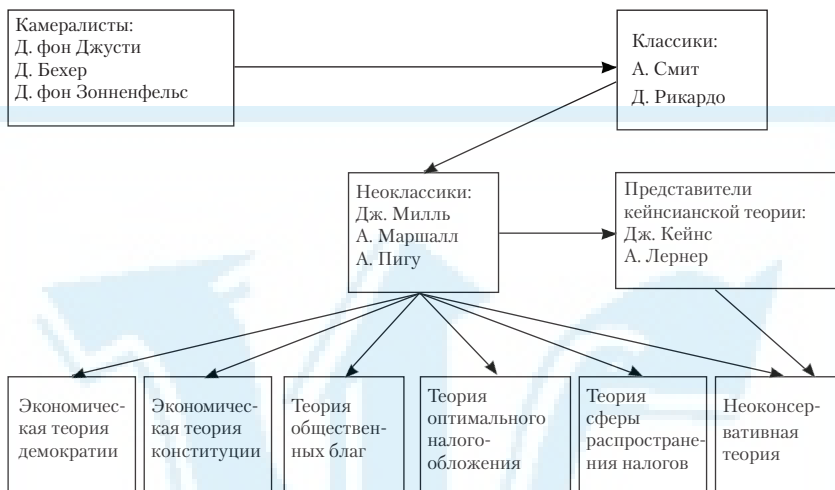 Камералисты:
Д. фон Джусти
Д. Бехер
Д. фон Зонненфельс
Классики:
А. Смит
Д. Рикардо
Неоклассики:
Дж. Милль
А. Маршалл
А. Пигу
Представители
кейнсианской теории:
Дж. Кейнс
А. Лернер
Экономичес-
кая теория
демократии
Экономичес-
кая теория
конституции
Теория
обществен-
ных благ
Теория
оптимального
налого-
обложения
Теория
сферы
распростране-
ния налогов
Неоконсер-
вативная
теория